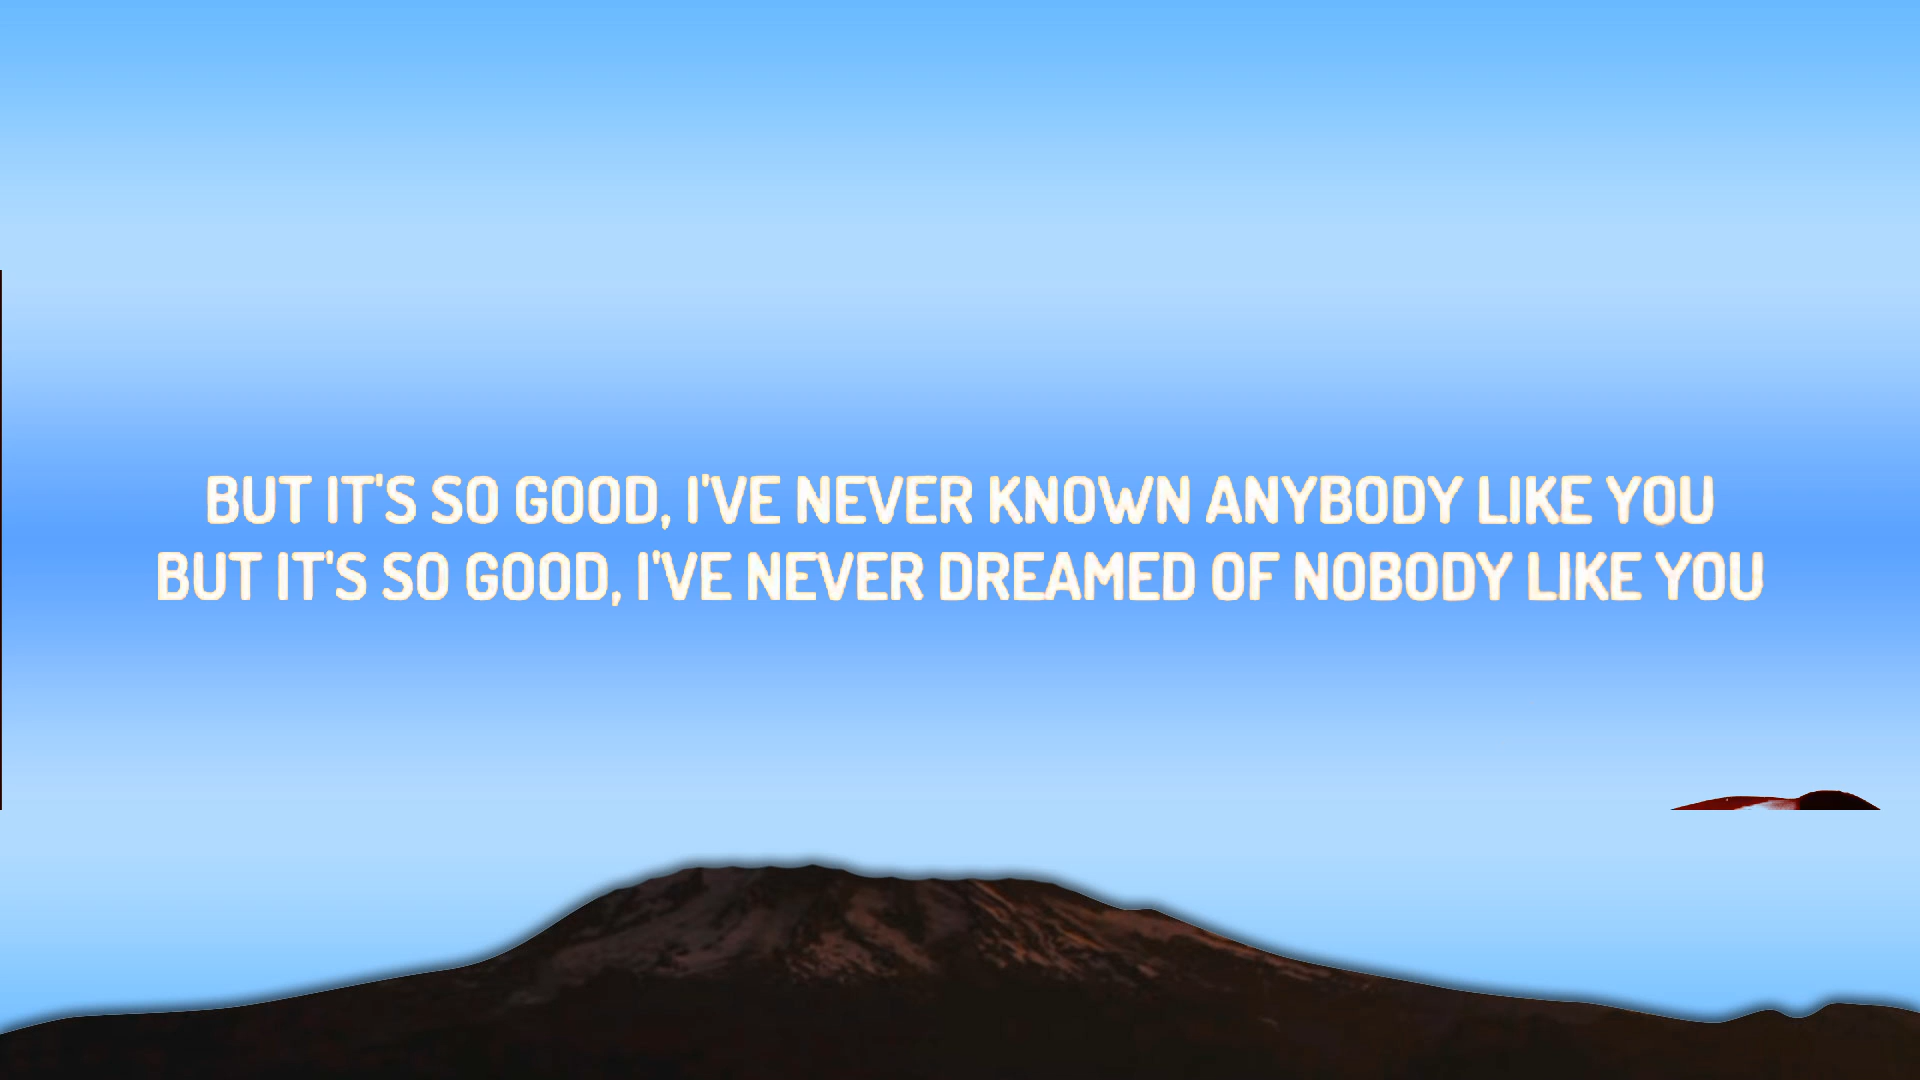 BUT IT'S SO GOOD, I'VE NEVER KNOWN ANYBODY LIKE YOU
BUT IT'S SO GOOD, I'VE NEVER DREAMED OF NOBODY LIKE YOU